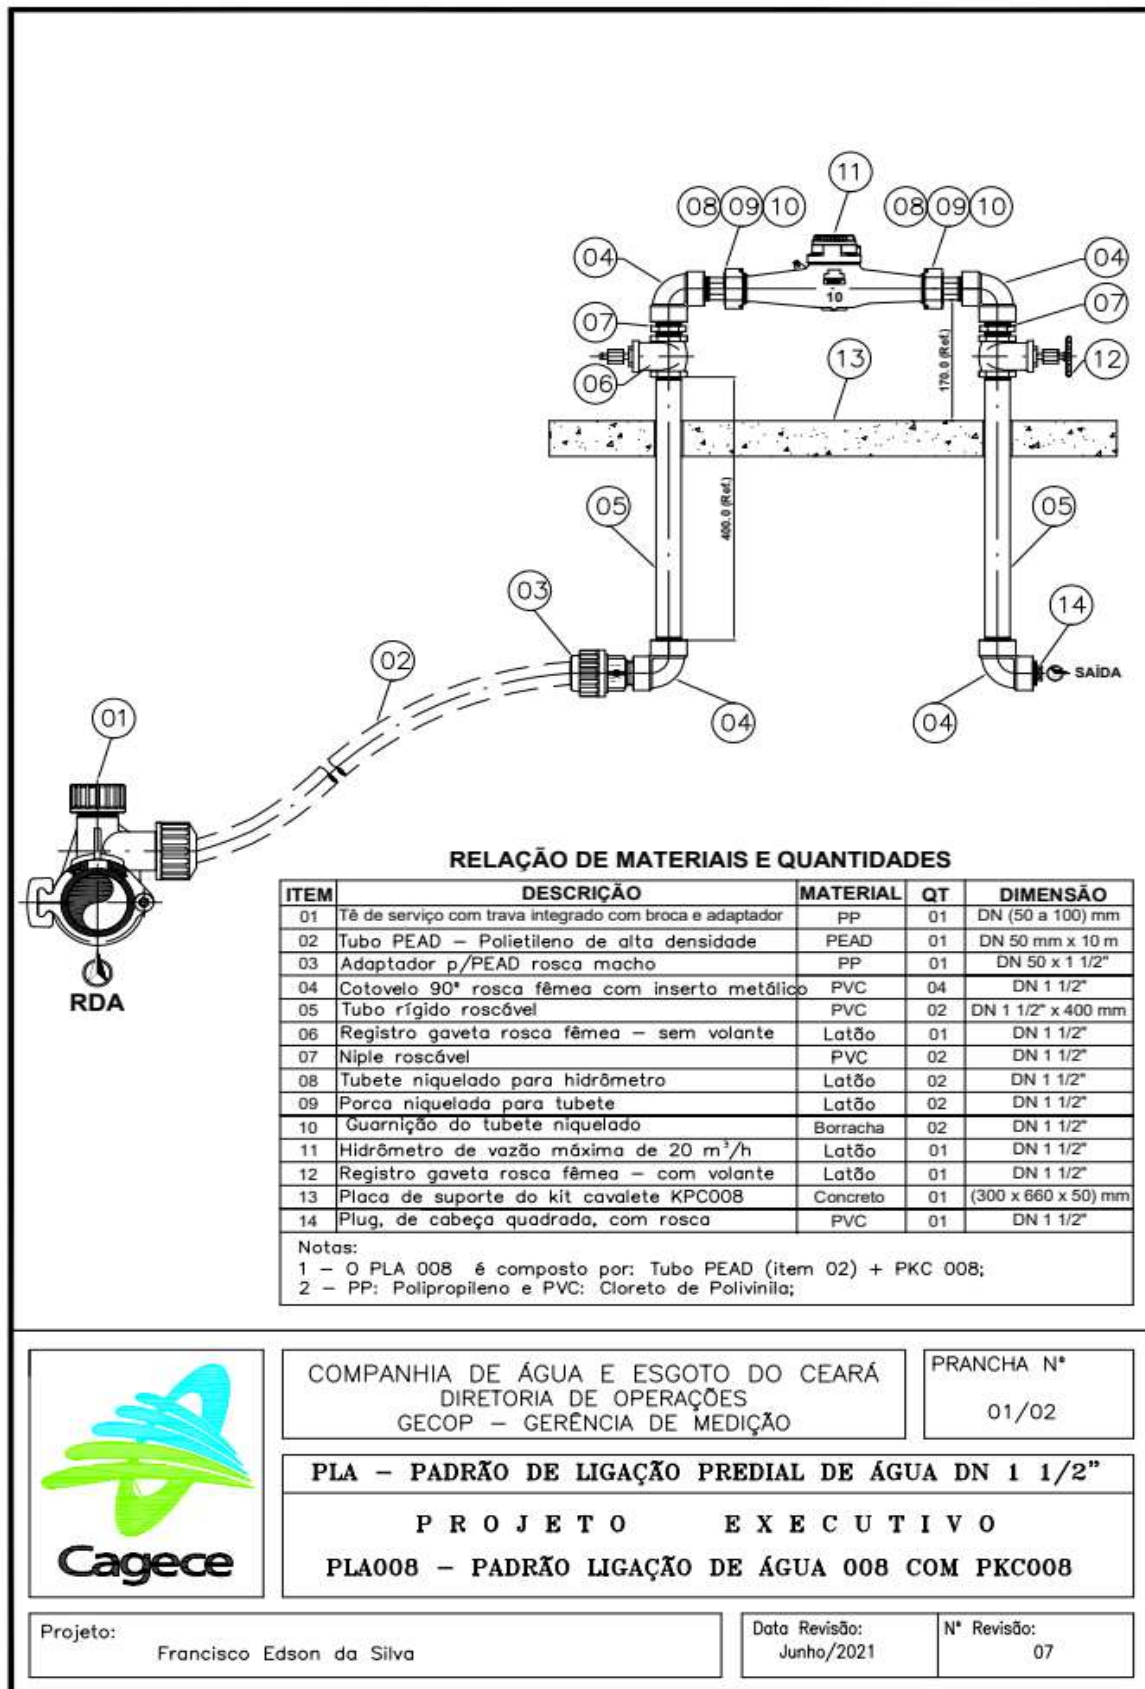 11
08 09 10
08 09 10
04
04
07
07
10
06
13
12
170.0 (Ref.)
400.0 (Ref.)
05
05
03
14
02
SAÍDA
01
04
04
RDA
RELAÇÃO DE MATERIAIS E QUANTIDADES
ITEM DESCRIÇÃO MATERIAL QT DIMENSÃO
01 Tê de serviço com trava integrado com broca e adaptador PP 01 DN (50 a 100) mm
02 Tubo PEAD – Polietileno de alta densidade PEAD 01 DN 50 mm x 10 m
03 Adaptador p/PEAD rosca macho PP 01 DN 50 x 1 1/2"
04 Cotovelo 90° rosca fêmea com inserto metálico PVC 04 DN 1 1/2"
05 Tubo rígido roscável PVC 02 DN 1 1/2" x 400 mm
06 Registro gaveta rosca fêmea – sem volante Latão 01 DN 1 1/2"
07 Niple roscável PVC 02 DN 1 1/2"
08 Tubete niquelado para hidrômetro Latão 02 DN 1 1/2"
09 Porca niquelada para tubete Latão 02 DN 1 1/2"
10 Guarnição do tubete niquelado Borracha 02 DN 1 1/2"
11 Hidrômetro de vazão máxima de 20 m³/h Latão 01 DN 1 1/2"
12 Registro gaveta rosca fêmea – com volante Latão 01 DN 1 1/2"
13 Placa de suporte do kit cavalete KPC008 Concreto 01 (300 x 660 x 50) mm
14 Plug, de cabeça quadrada, com rosca PVC 01 DN 1 1/2"
Notas:
1 – O PLA 008 é composto por: Tubo PEAD (item 02) + PKC 008;
2 – PP: Polipropileno e PVC: Cloreto de Polivinila;
COMPANHIA DE ÁGUA E ESGOTO DO CEARÁ
DIRETORIA DE OPERAÇÕES
GECOP – GERÊNCIA DE MEDIÇÃO
PRANCHA N°
01/02
PLA – PADRÃO DE LIGAÇÃO PREDIAL DE ÁGUA DN 1 1/2"
PROJETO EXECUTIVO
PLA008 – PADRÃO LIGAÇÃO DE ÁGUA 008 COM PKC008
Cagece
Projeto:
Francisco Edson da Silva
Data Revisão:
Junho/2021
N° Revisão:
07